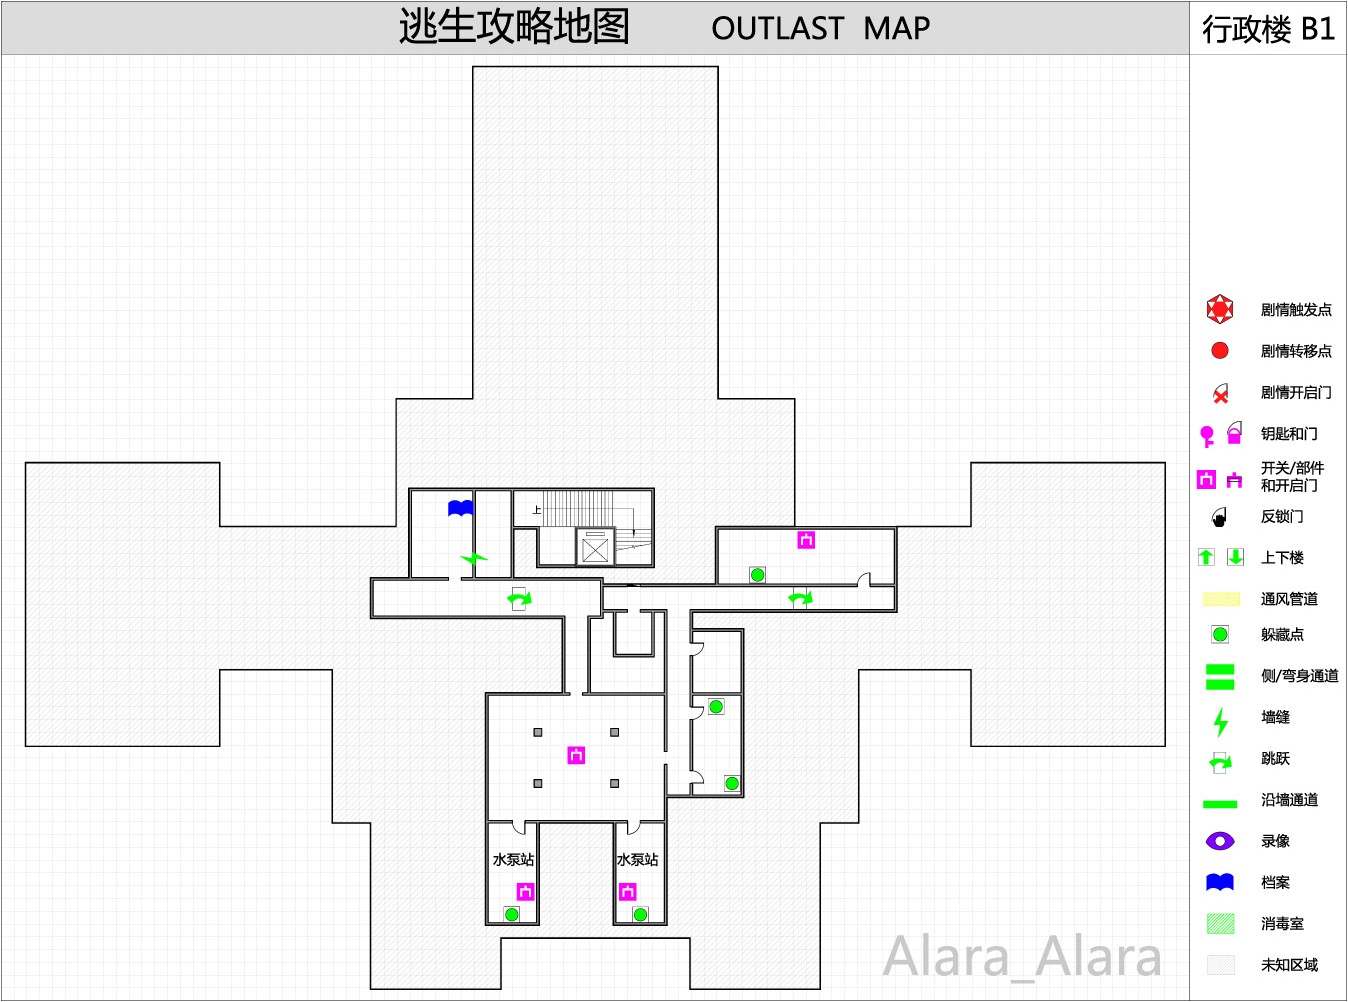 逃生攻略地图 OUTLAST MAP
行政楼 B1
剧情触发点
剧情转移点
剧情开启门
钥匙和门
开关/部件
和开启门
反锁门
上下楼
通风管道
躲藏点
侧/弯身通道
墙缝
跳跃
沿墙通道
录像
档案
消毒室
未知区域
上
水泵站
水泵站
Alara_Alara